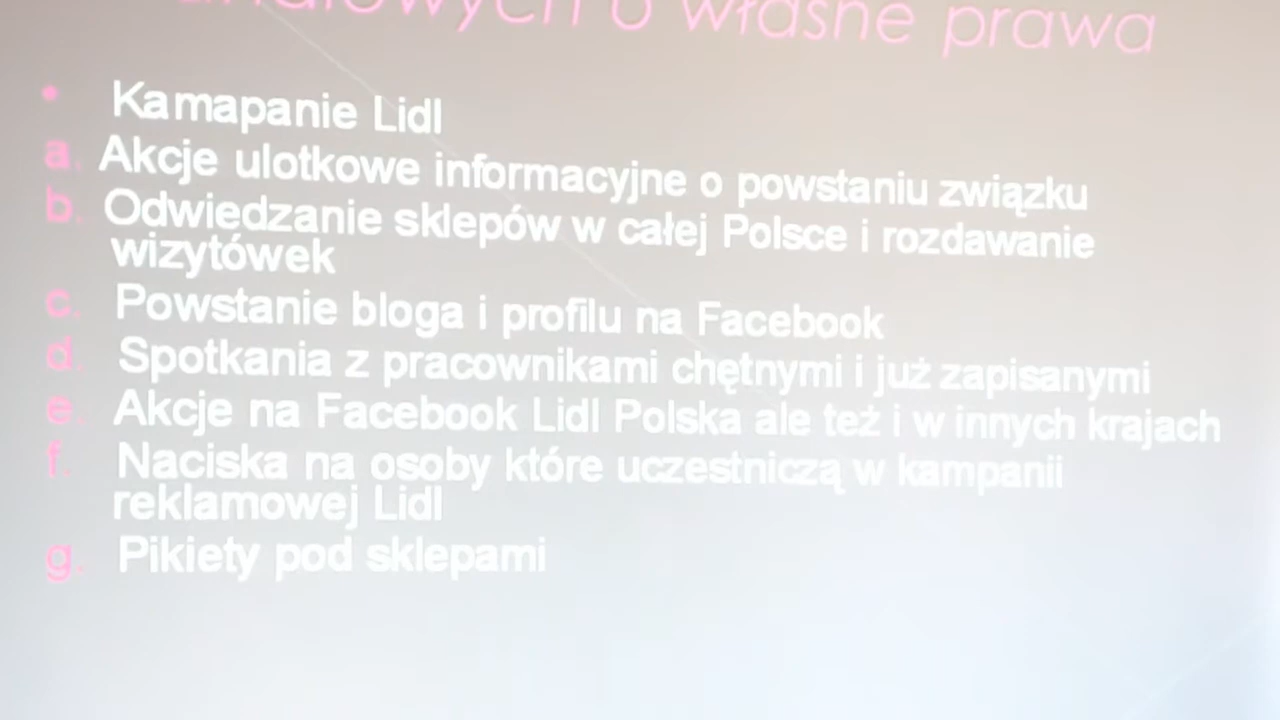 o własne prawa
• Kamapanie Lidl
a. Akcje ulotkowe informacyjne o powstaniu związku
b. Odwiedzanie sklepów w całej Polsce i rozdawanie
wizytówek
c. Powstanie bloga i profilu na Facebook
d. Spotkania z pracownikami chętnymi i już zapisanymi
e. Akcje na Facebook Lidl Polska ale też i w innych krajach
f. Naciska na osoby które uczestniczą w kampanii
reklamowej Lidl
g. Pikiety pod sklepami